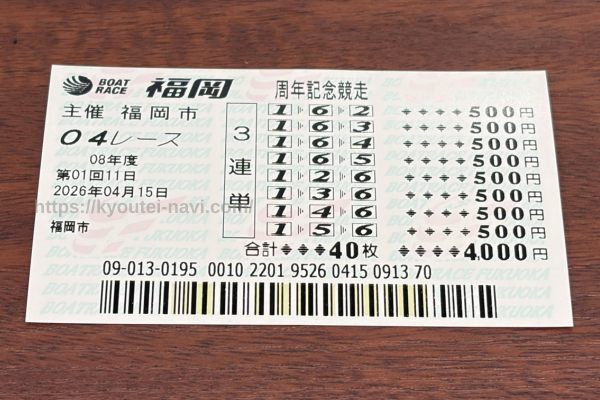 BOAT RACE 福岡 周年記念競走
主催 福岡市
04レース
08年度
第01回11日
2026年04月15日
https://kyoutei-navi.com/
福岡市
3連単
1 6 2 500円
1 6 3 500円
1 6 4 500円
1 6 5 500円
1 2 6 500円
1 3 6 500円
1 4 6 500円
1 5 6 500円
合計 40枚 4,000円
09-013-0195 0010 2201 9526 0415 0913 70
BOATRACE FUKUOKA